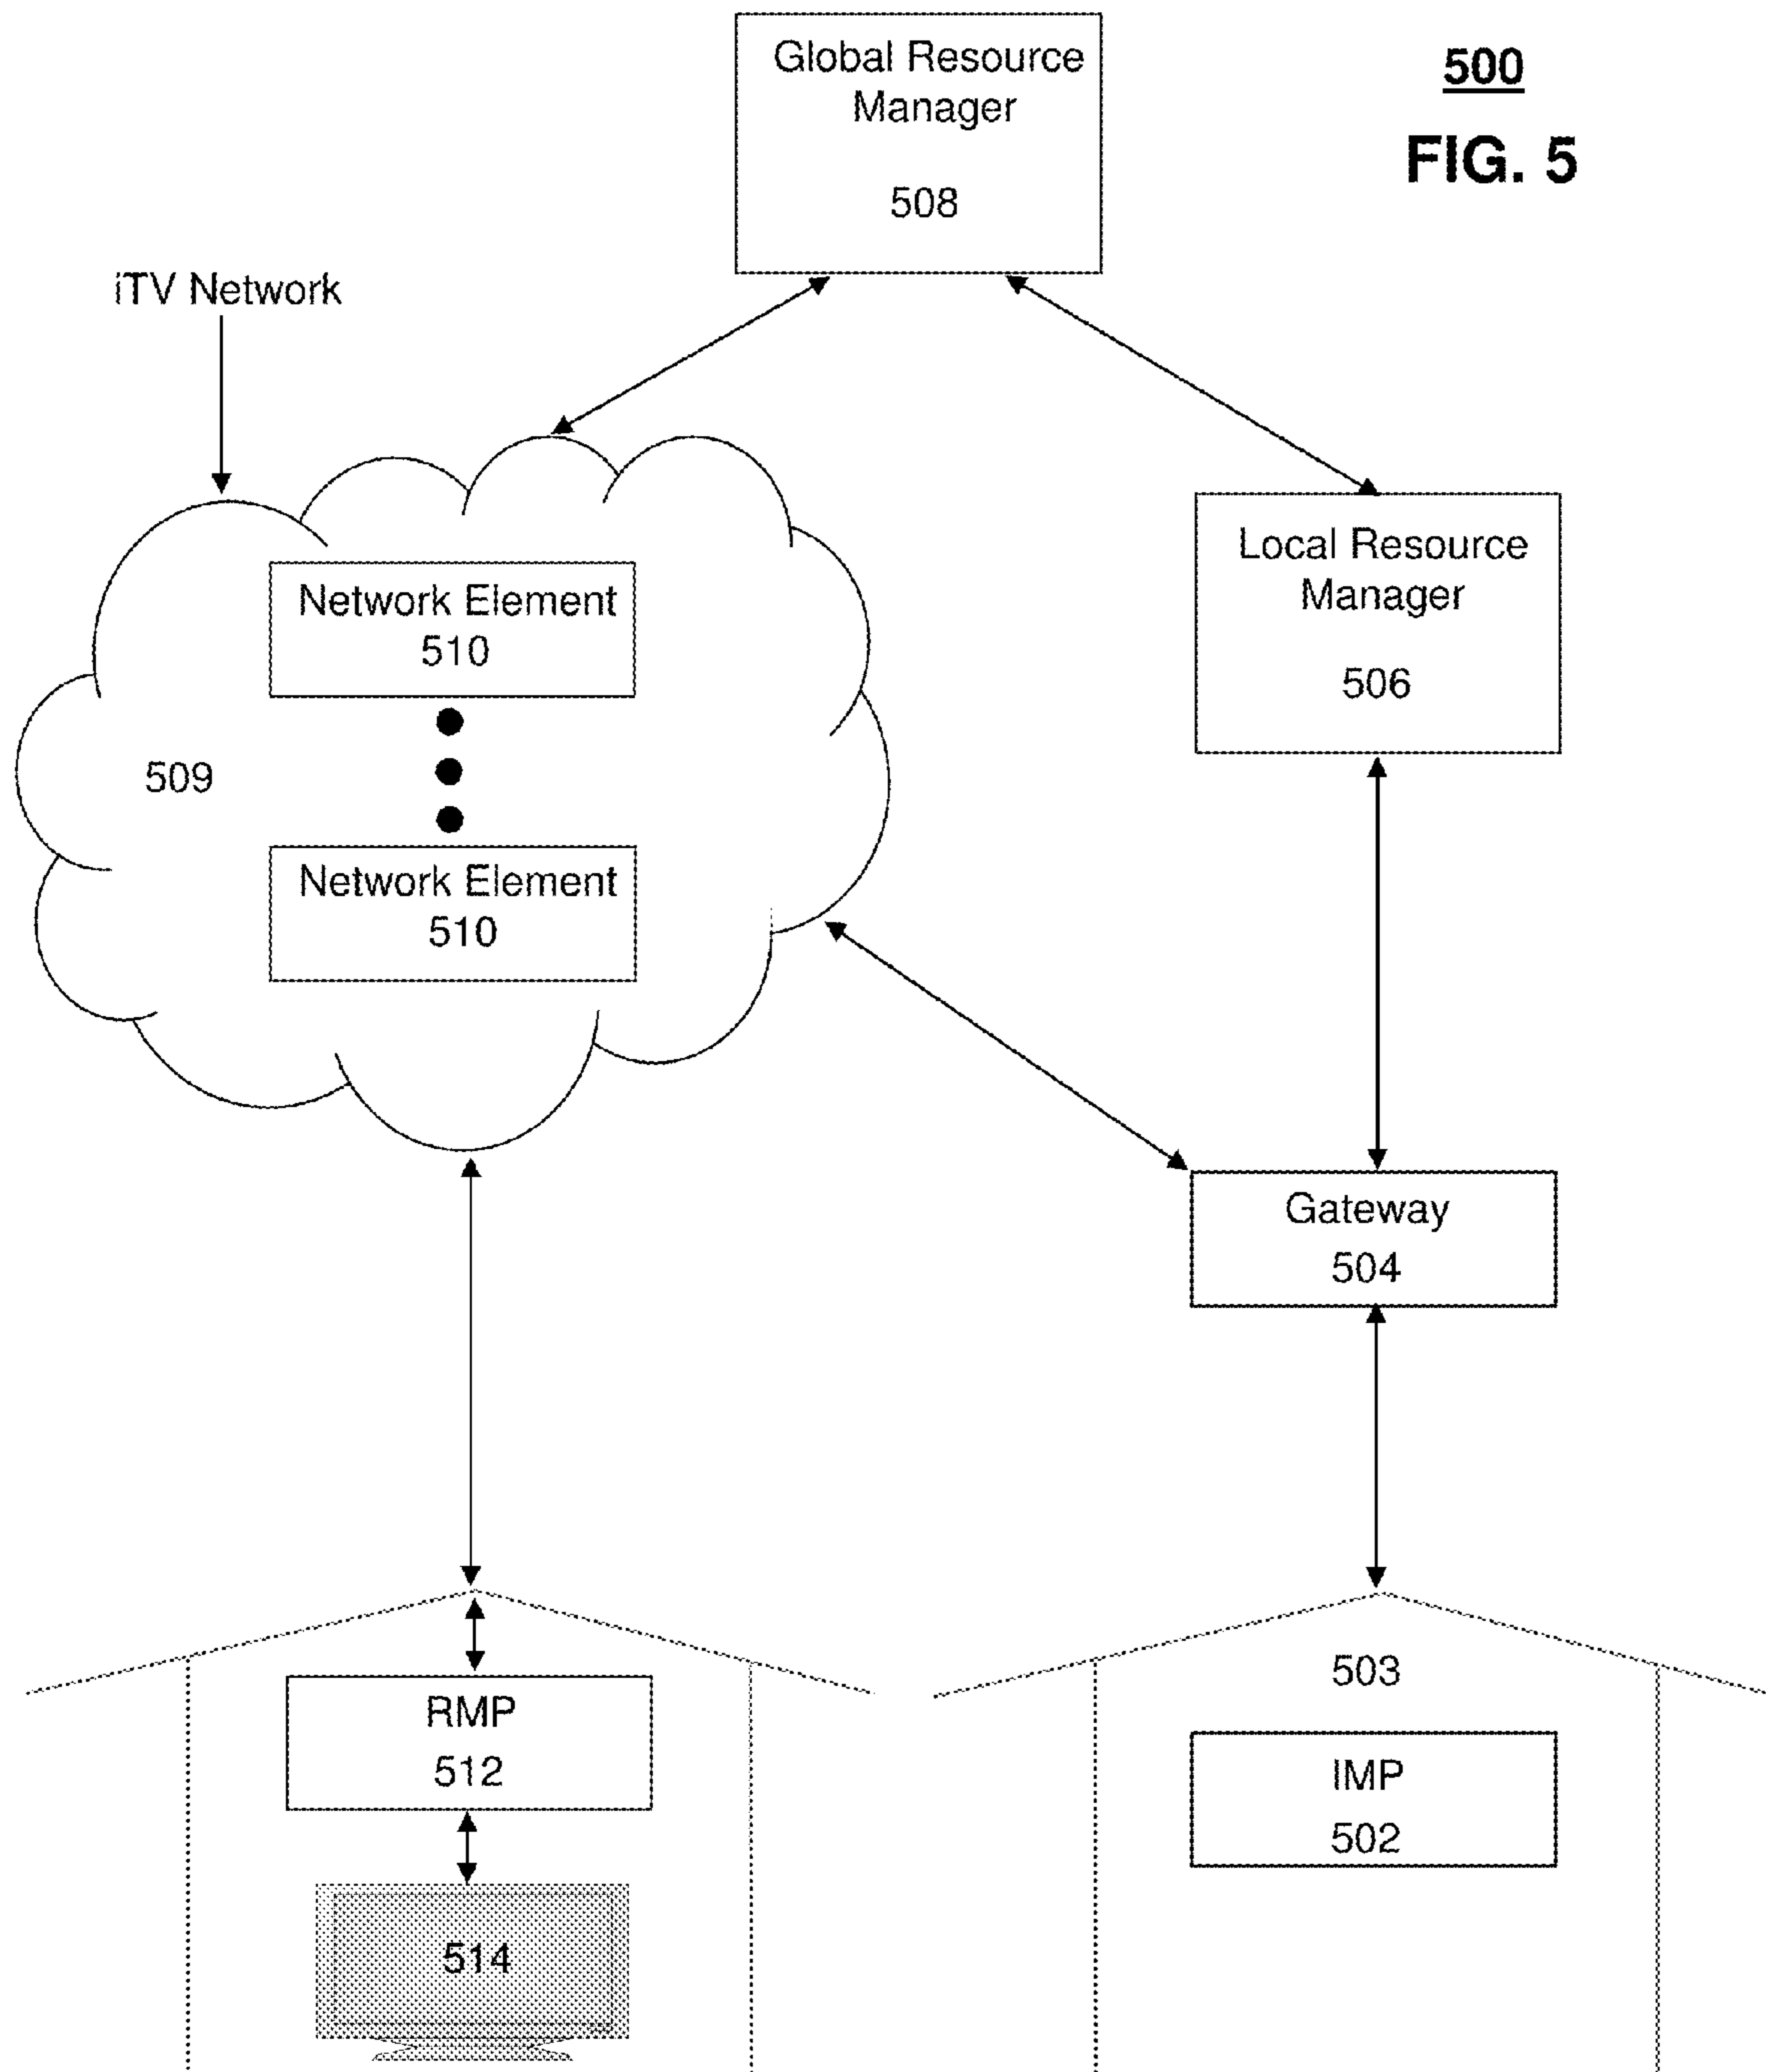 500
FIG. 5
Global Resource
Manager
508
iTV Network
Local Resource
Manager
506
Network Element
510
509
Network Element
510
Gateway
504
RMP
512
514
503
IMP
502